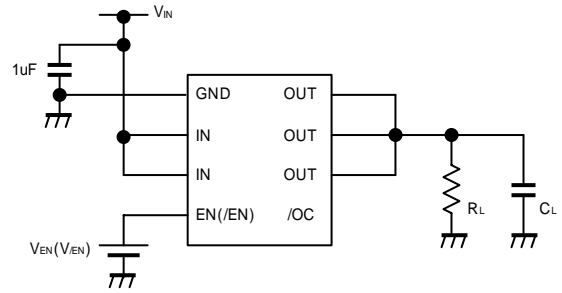 VIN
1uF
GND OUT
IN OUT
IN OUT
EN(/EN) /OC
RL CL
VEN(V/EN)